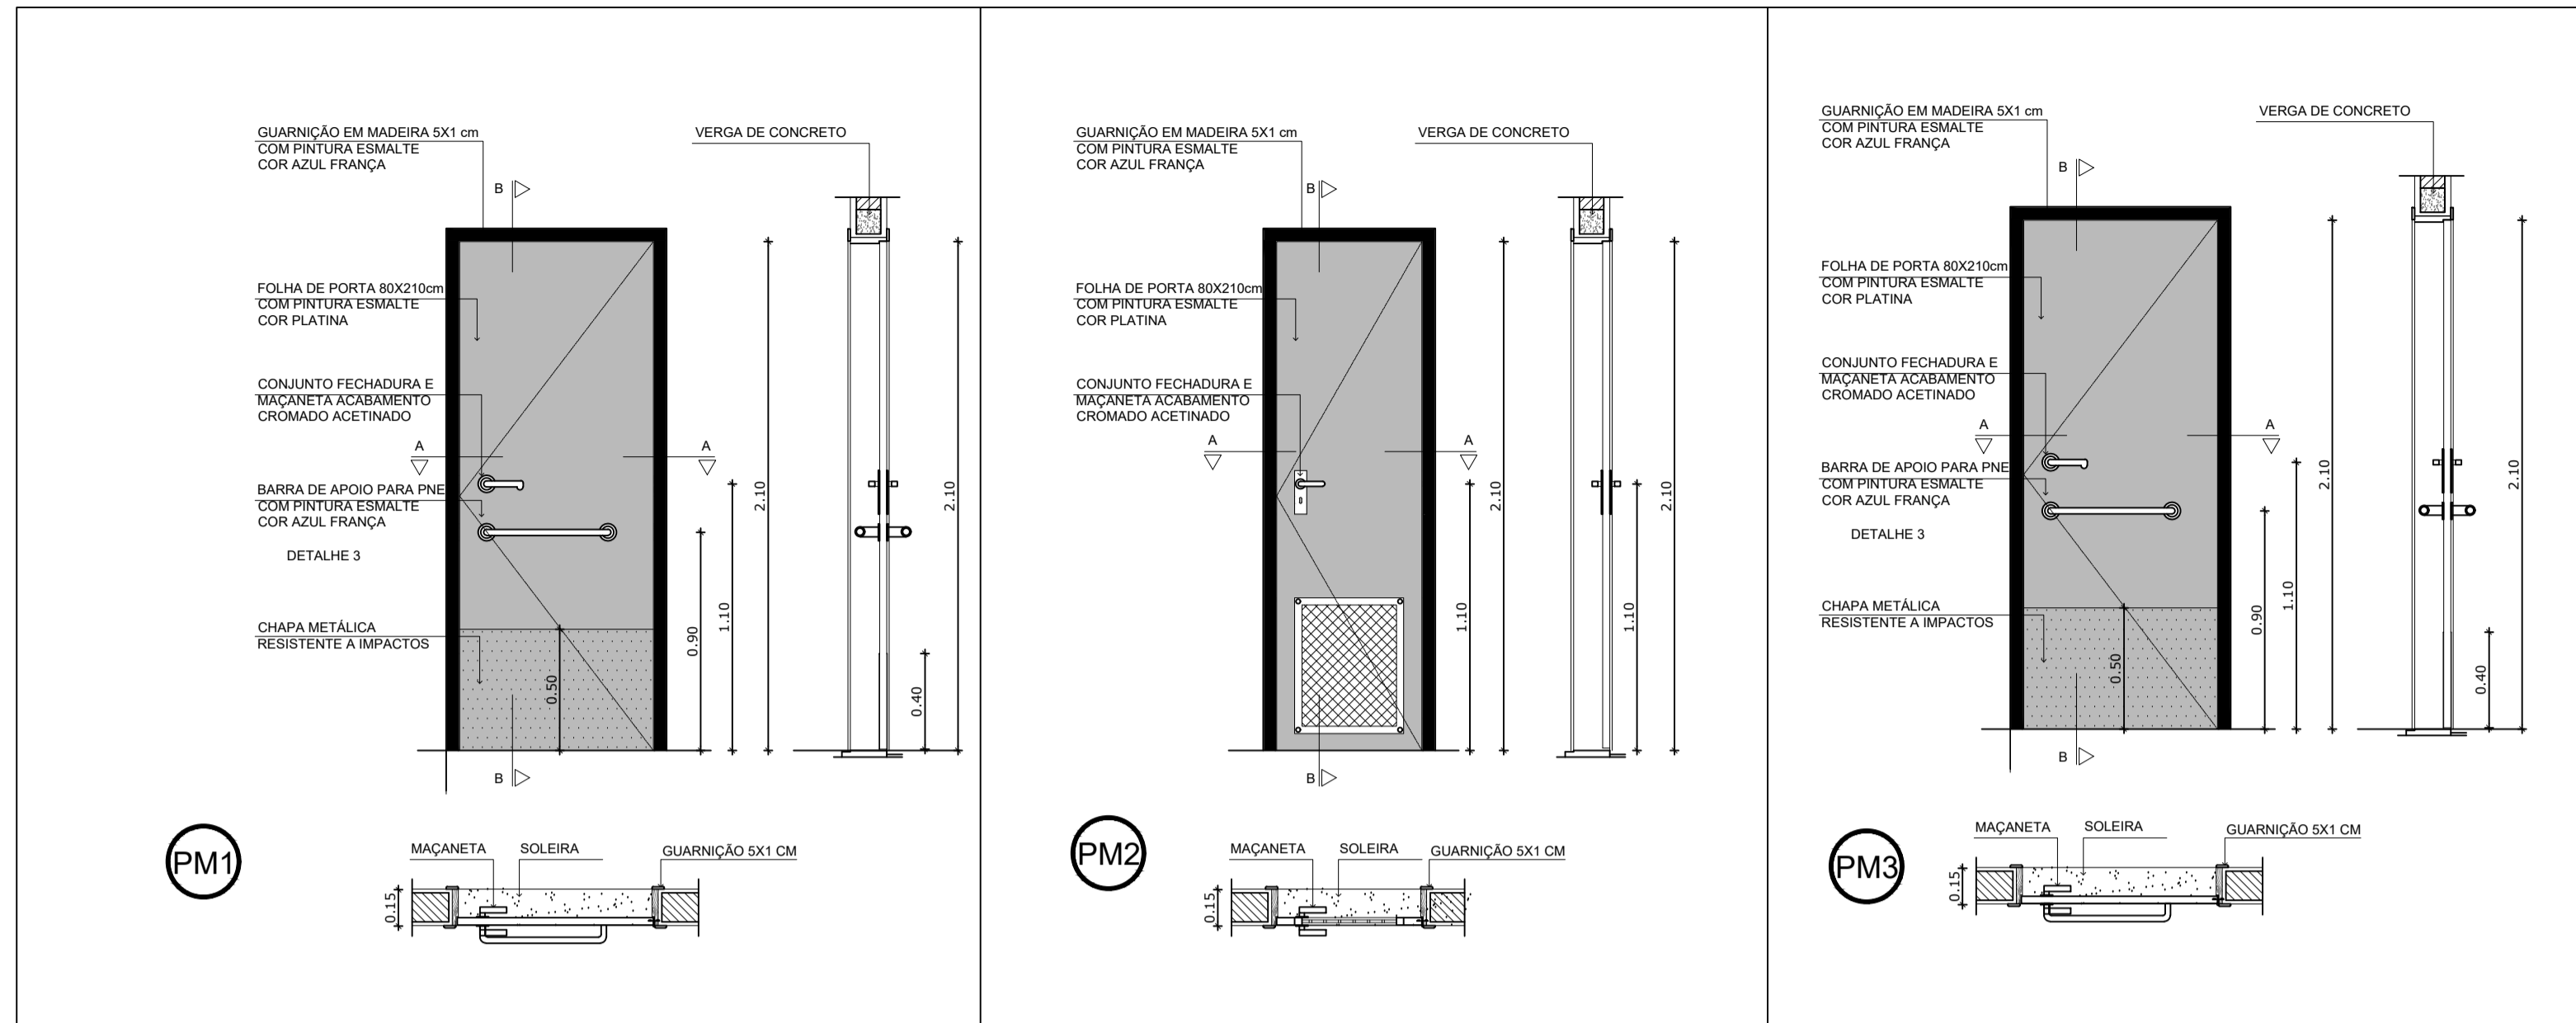 GUARNIÇÃO EM MADEIRA 5X1 cm
COM PINTURA ESMALTE
COR AZUL FRANÇA
VERGA DE CONCRETO
B
FOLHA DE PORTA 80X210cm
COM PINTURA ESMALTE
COR PLATINA
CONJUNTO FECHADURA E
MAÇANETA ACABAMENTO
CROMADO ACETINADO
A
A
BARRA DE APOIO PARA PNE
COM PINTURA ESMALTE
COR AZUL FRANÇA
DETALHE 3
CHAPA METÁLICA
RESISTENTE A IMPACTOS
0.50
0.90
1.10
2.10
0.40
2.10
B
PM1
MAÇANETA
SOLEIRA
GUARNIÇÃO 5X1 CM
0.15
GUARNIÇÃO EM MADEIRA 5X1 cm
COM PINTURA ESMALTE
COR AZUL FRANÇA
VERGA DE CONCRETO
B
FOLHA DE PORTA 80X210cm
COM PINTURA ESMALTE
COR PLATINA
CONJUNTO FECHADURA E
MAÇANETA ACABAMENTO
CROMADO ACETINADO
A
A
1.10
2.10
1.10
2.10
B
PM2
MAÇANETA
SOLEIRA
GUARNIÇÃO 5X1 CM
0.15
GUARNIÇÃO EM MADEIRA 5X1 cm
COM PINTURA ESMALTE
COR AZUL FRANÇA
VERGA DE CONCRETO
B
FOLHA DE PORTA 80X210cm
COM PINTURA ESMALTE
COR PLATINA
CONJUNTO FECHADURA E
MAÇANETA ACABAMENTO
CROMADO ACETINADO
A
A
BARRA DE APOIO PARA PNE
COM PINTURA ESMALTE
COR AZUL FRANÇA
DETALHE 3
CHAPA METÁLICA
RESISTENTE A IMPACTOS
0.50
0.90
1.10
2.10
0.40
2.10
B
PM3
MAÇANETA
SOLEIRA
GUARNIÇÃO 5X1 CM
0.15